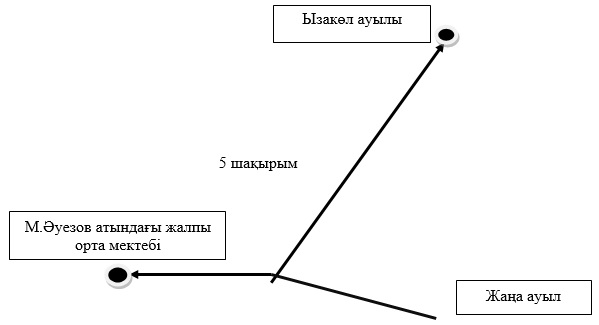 Ызакөл ауылы
5 шақырым
М.Әуезов атындағы жалпы
орта мектебі
Жаңа ауыл